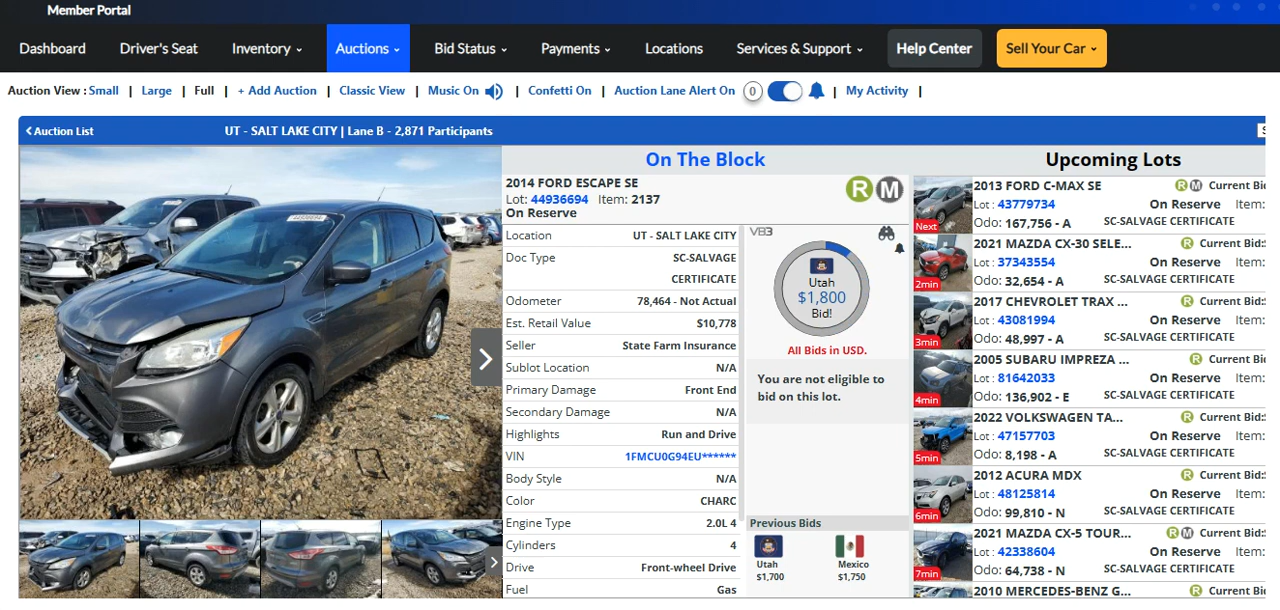 Member Portal
Dashboard Driver's Seat Inventory Auctions Bid Status Payments Locations Services & Support Help Center Sell Your Car
Auction View : Small | Large | Full | + Add Auction | Classic View | Music On | Confetti On | Auction Lane Alert On 0 | My Activity |
Auction List UT - SALT LAKE CITY | Lane B - 2,871 Participants
44936694
On The Block
2014 FORD ESCAPE SE
Lot: 44936694 Item: 2137
On Reserve
R M
Location UT - SALT LAKE CITY
Doc Type SC-SALVAGE
CERTIFICATE
Odometer 78,464 - Not Actual
Est. Retail Value $10,778
Seller State Farm Insurance
Sublot Location N/A
Primary Damage Front End
Secondary Damage N/A
Highlights Run and Drive
VIN 1FMCU0G94EU******
Body Style N/A
Color CHARC
Engine Type 2.0L 4
Cylinders 4
Drive Front-wheel Drive
Fuel Gas
VB3
Utah
$1,800
Bid!
All Bids in USD.
You are not eligible to
bid on this lot.
Previous Bids
Utah
$1,700
Mexico
$1,750
Upcoming Lots
2013 FORD C-MAX SE R M Current Bid
Lot : 43779734 On Reserve Item:
Next Odo: 167,756 - A SC-SALVAGE CERTIFICATE
2021 MAZDA CX-30 SELE... R Current Bid:
Lot : 37343554 On Reserve Item:
2min Odo: 32,654 - A SC-SALVAGE CERTIFICATE
2017 CHEVROLET TRAX ... R Current Bid:
Lot : 43081994 On Reserve Item:
3min Odo: 48,997 - A SC-SALVAGE CERTIFICATE
2005 SUBARU IMPREZA ... R Current Bid
Lot : 81642033 On Reserve Item:
4min Odo: 136,902 - E SC-SALVAGE CERTIFICATE
2022 VOLKSWAGEN TA... R Current Bid:
Lot : 47157703 On Reserve Item:
5min Odo: 8,198 - A SC-SALVAGE CERTIFICATE
2012 ACURA MDX R Current Bid:
Lot : 48125814 On Reserve Item:
6min Odo: 99,810 - N SC-SALVAGE CERTIFICATE
2021 MAZDA CX-5 TOUR... R M Current Bid:
Lot : 42338604 On Reserve Item:
7min Odo: 64,738 - N SC-SALVAGE CERTIFICATE
2010 MERCEDES-BENZ G... R Current Bid